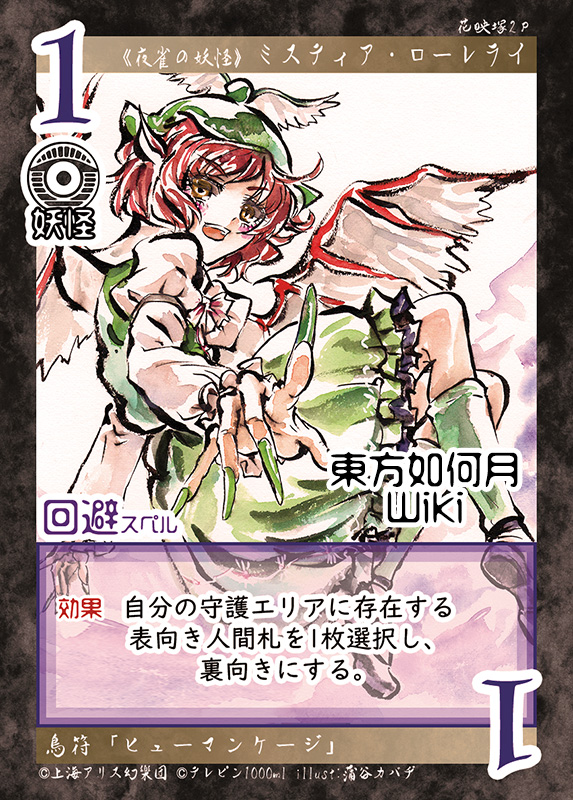 花映塚2P
1
《夜雀の妖怪》 ミスティア・ローレライ
妖怪
東方如何月
Wiki
回避スペル
効果 自分の守護エリアに存在する
表向き人間札を1枚選択し、
裏向きにする。
1
鳥符「ヒューマンケージ」
©上海アリス幻樂団 ©テレピン1000ml illust:蒲谷カバヂ